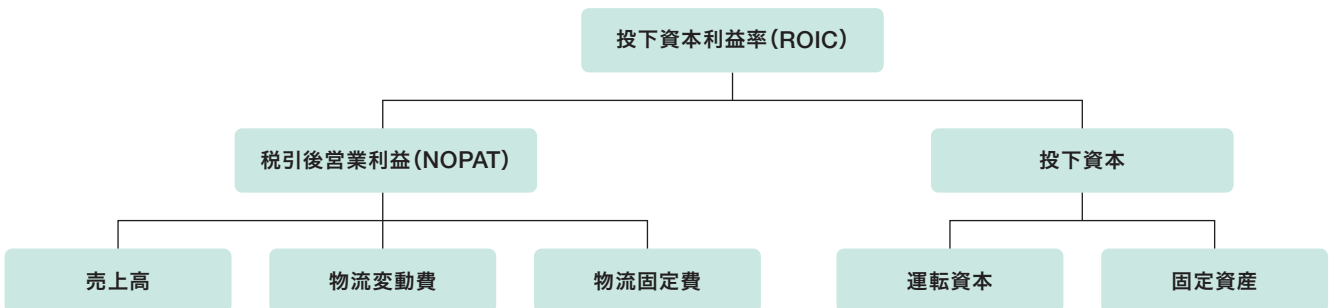 投下資本利益率(ROIC)
税引後営業利益(NOPAT)
投下資本
売上高
物流変動費
物流固定費
運転資本
固定資産